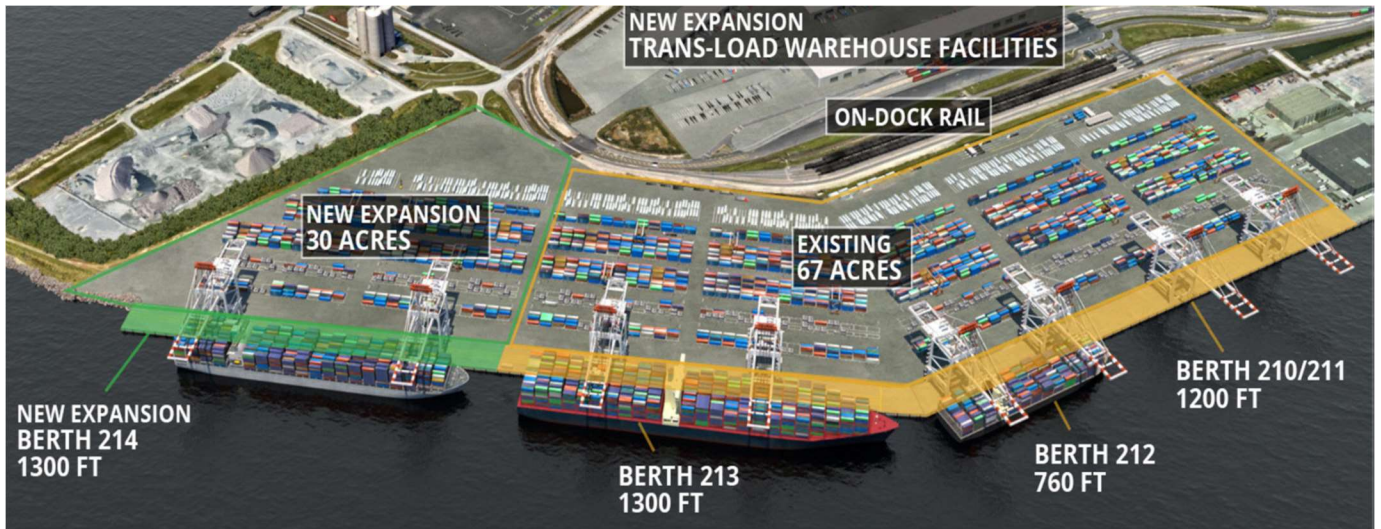 NEW EXPANSION
TRANS-LOAD WAREHOUSE FACILITIES
ON-DOCK RAIL
NEW EXPANSION
30 ACRES
EXISTING
67 ACRES
BERTH 210/211
1200 FT
NEW EXPANSION
BERTH 214
1300 FT
BERTH 213
1300 FT
BERTH 212
760 FT